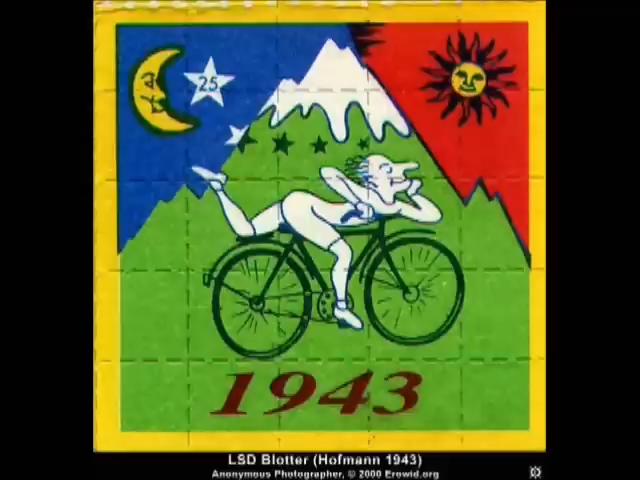 25
1943
LSD Blotter (Hofmann 1943)
Anonymous Photographer, © 2000 Erowid.org